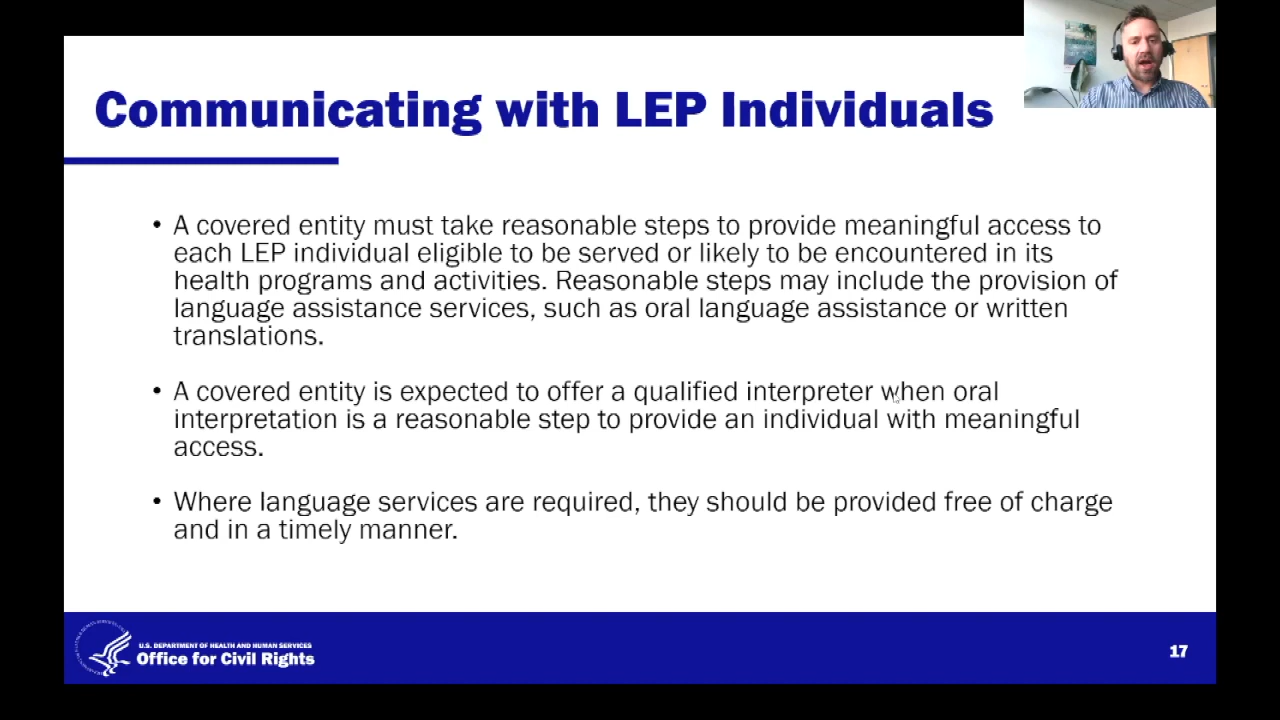 Communicating with LEP Individuals
• A covered entity must take reasonable steps to provide meaningful access to
each LEP individual eligible to be served or likely to be encountered in its
health programs and activities. Reasonable steps may include the provision of
language assistance services, such as oral language assistance or written
translations.
• A covered entity is expected to offer a qualified interpreter when oral
interpretation is a reasonable step to provide an individual with meaningful
access.
• Where language services are required, they should be provided free of charge
and in a timely manner.
U.S. DEPARTMENT OF HEALTH AND HUMAN SERVICES
Office for Civil Rights
17